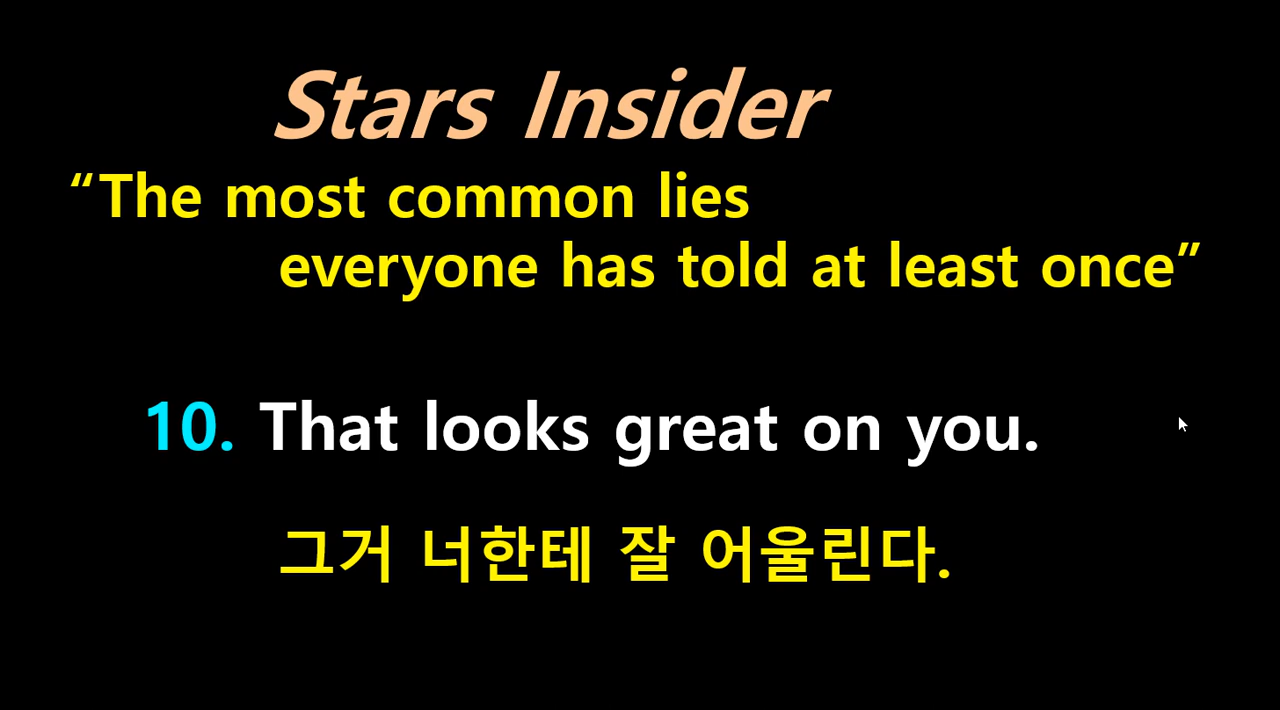 Stars Insider
“The most common lies
everyone has told at least once”
10. That looks great on you.
그거 너한테 잘 어울린다.